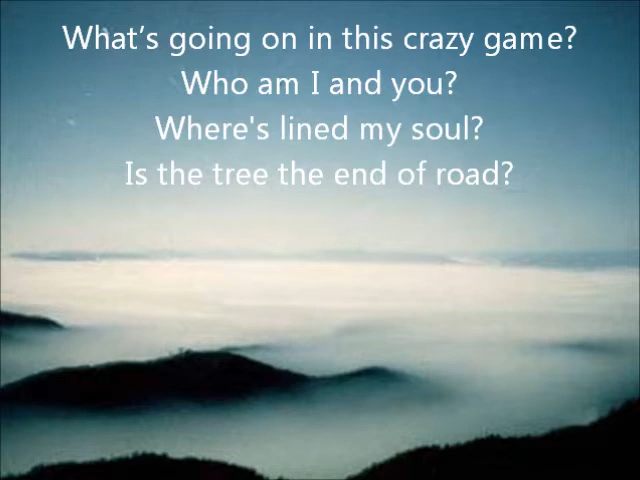 What’s going on in this crazy game?
Who am I and you?
Where's lined my soul?
Is the tree the end of road?